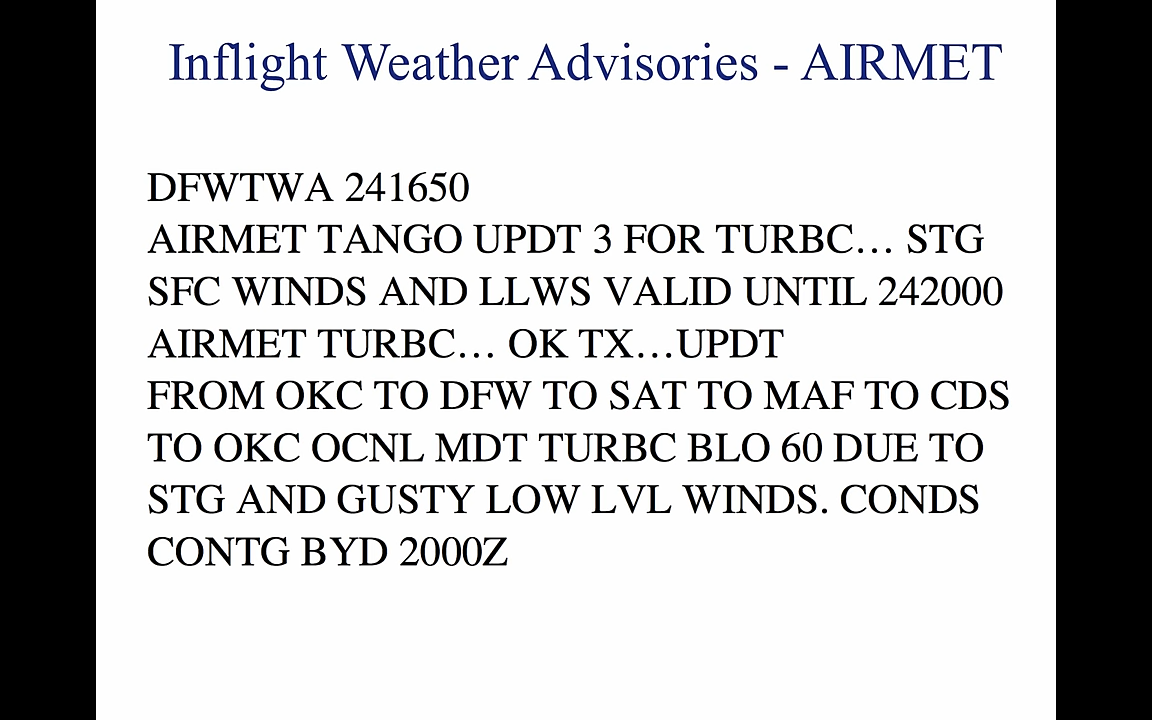 Inflight Weather Advisories - AIRMET
DFWTWA 241650
AIRMET TANGO UPDT 3 FOR TURBC… STG
SFC WINDS AND LLWS VALID UNTIL 242000
AIRMET TURBC… OK TX…UPDT
FROM OKC TO DFW TO SAT TO MAF TO CDS
TO OKC OCNL MDT TURBC BLO 60 DUE TO
STG AND GUSTY LOW LVL WINDS. CONDS
CONTG BYD 2000Z